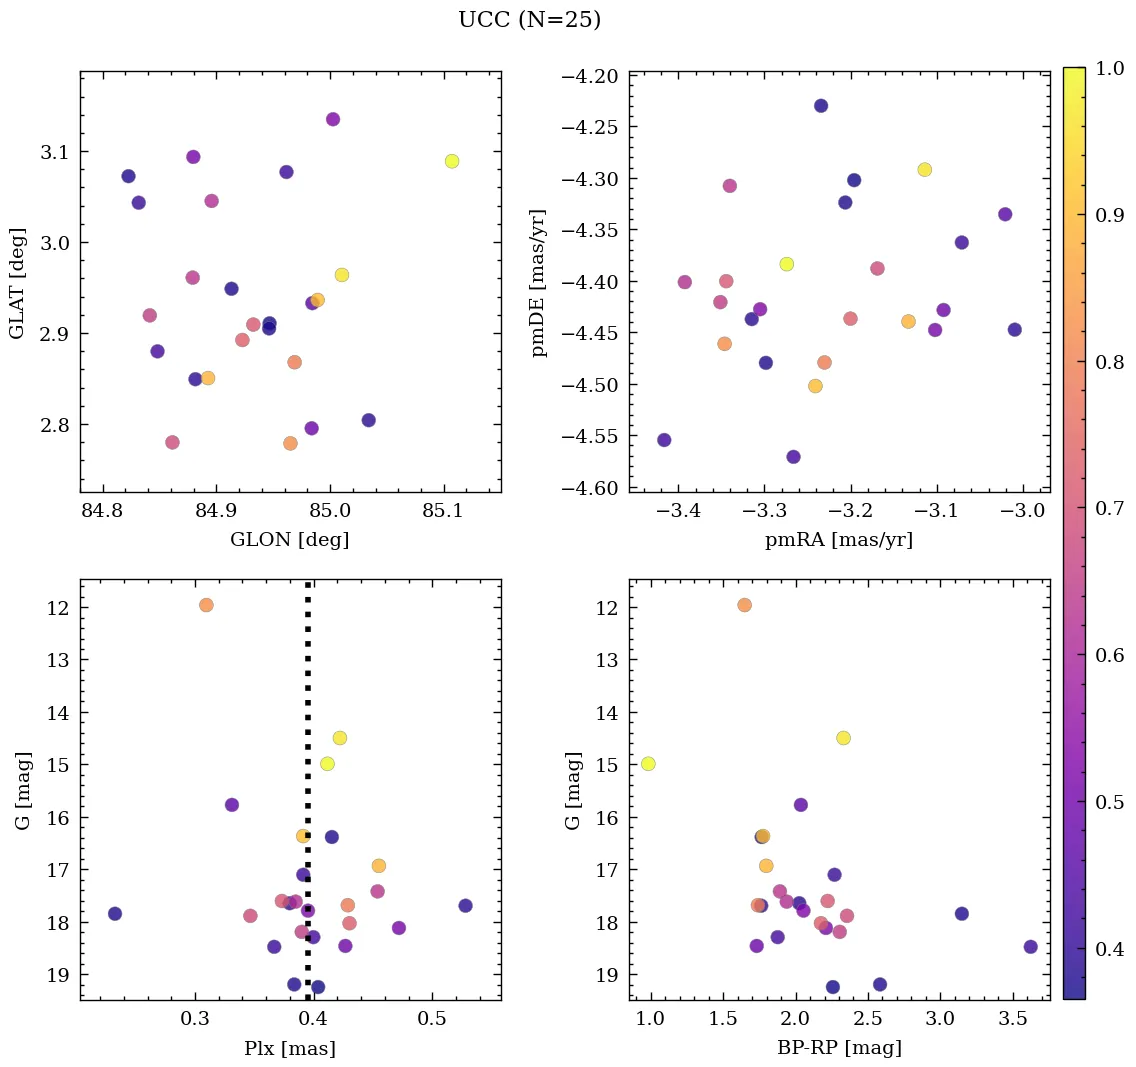 UCC (N=25)
3.1
3.0
2.9
2.8
GLAT [deg]
84.8 84.9 85.0 85.1
GLON [deg]
−4.20
−4.25
−4.30
−4.35
−4.40
−4.45
−4.50
−4.55
−4.60
pmDE [mas/yr]
−3.4 −3.3 −3.2 −3.1 −3.0
pmRA [mas/yr]
12
13
14
15
16
17
18
19
G [mag]
0.3 0.4 0.5
Plx [mas]
12
13
14
15
16
17
18
19
G [mag]
1.0 1.5 2.0 2.5 3.0 3.5
BP-RP [mag]
1.0
0.9
0.8
0.7
0.6
0.5
0.4